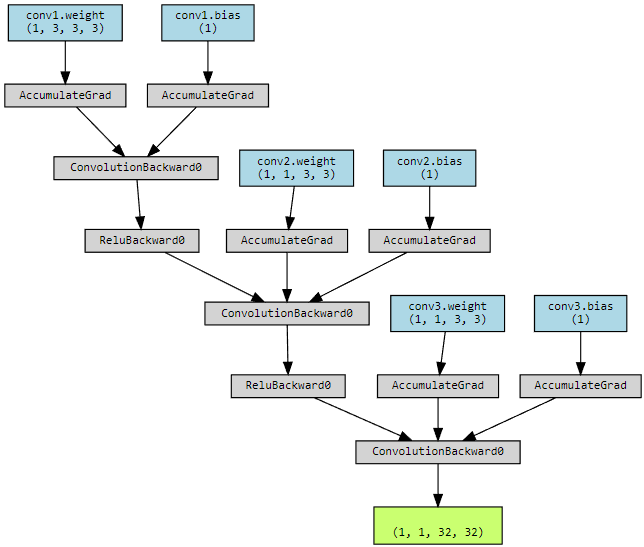 conv1.weight
(1, 3, 3, 3)
conv1.bias
(1)
AccumulateGrad
AccumulateGrad
ConvolutionBackward0
conv2.weight
(1, 1, 3, 3)
conv2.bias
(1)
ReluBackward0
AccumulateGrad
AccumulateGrad
ConvolutionBackward0
conv3.weight
(1, 1, 3, 3)
conv3.bias
(1)
ReluBackward0
AccumulateGrad
AccumulateGrad
ConvolutionBackward0
(1, 1, 32, 32)